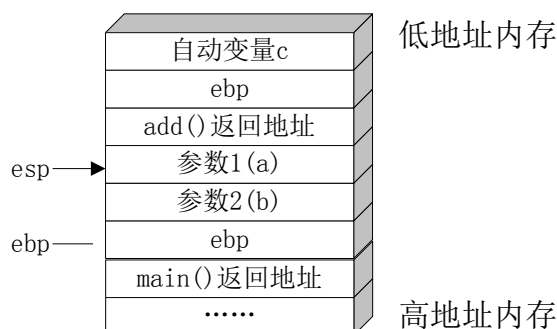 低地址内存
自动变量c
ebp
add()返回地址
esp
参数1(a)
参数2(b)
ebp
ebp
main()返回地址
……
高地址内存